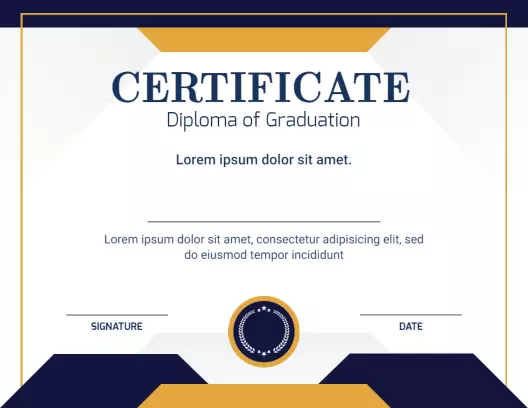 CERTIFICATE
Diploma of Graduation
Lorem ipsum dolor sit amet.
Lorem ipsum dolor sit amet, consectetur adipisicing elit, sed
do eiusmod tempor incididunt
SIGNATURE
DATE